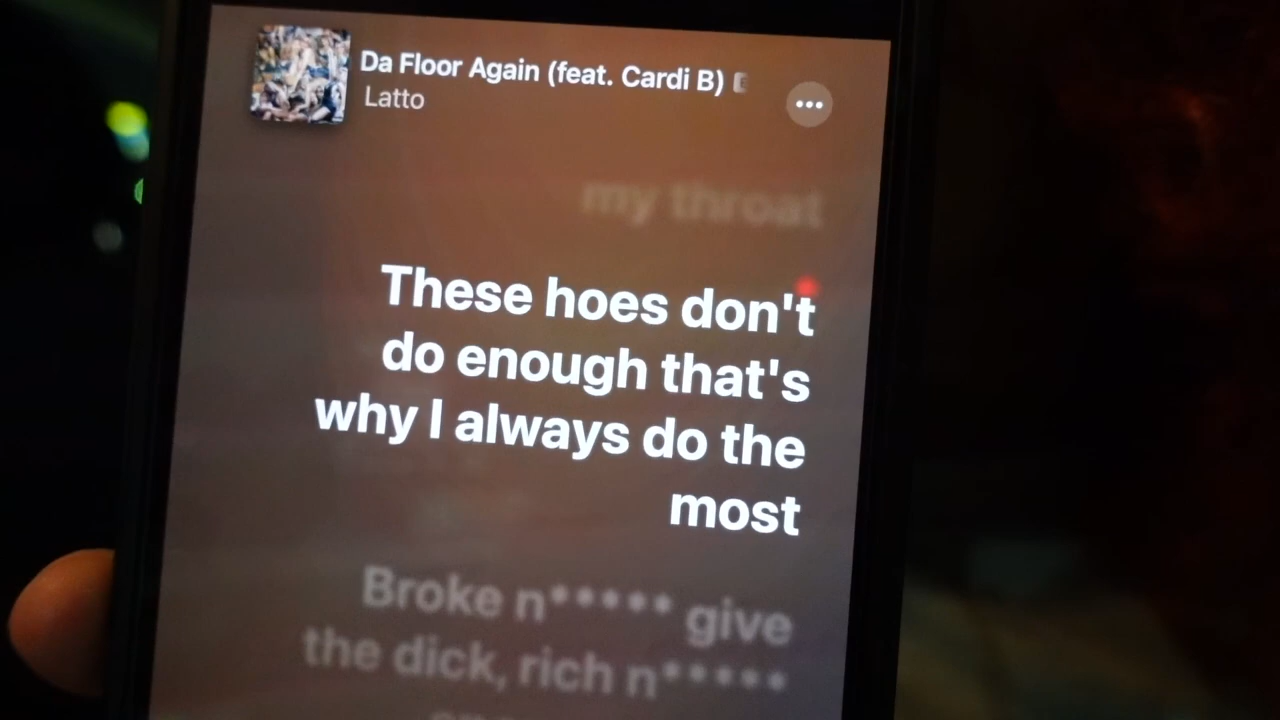 Da Floor Again (feat. Cardi B) E
Latto
my throat
These hoes don't
do enough that's
why I always do the
most
Broke n***** give
the dick, rich n*****